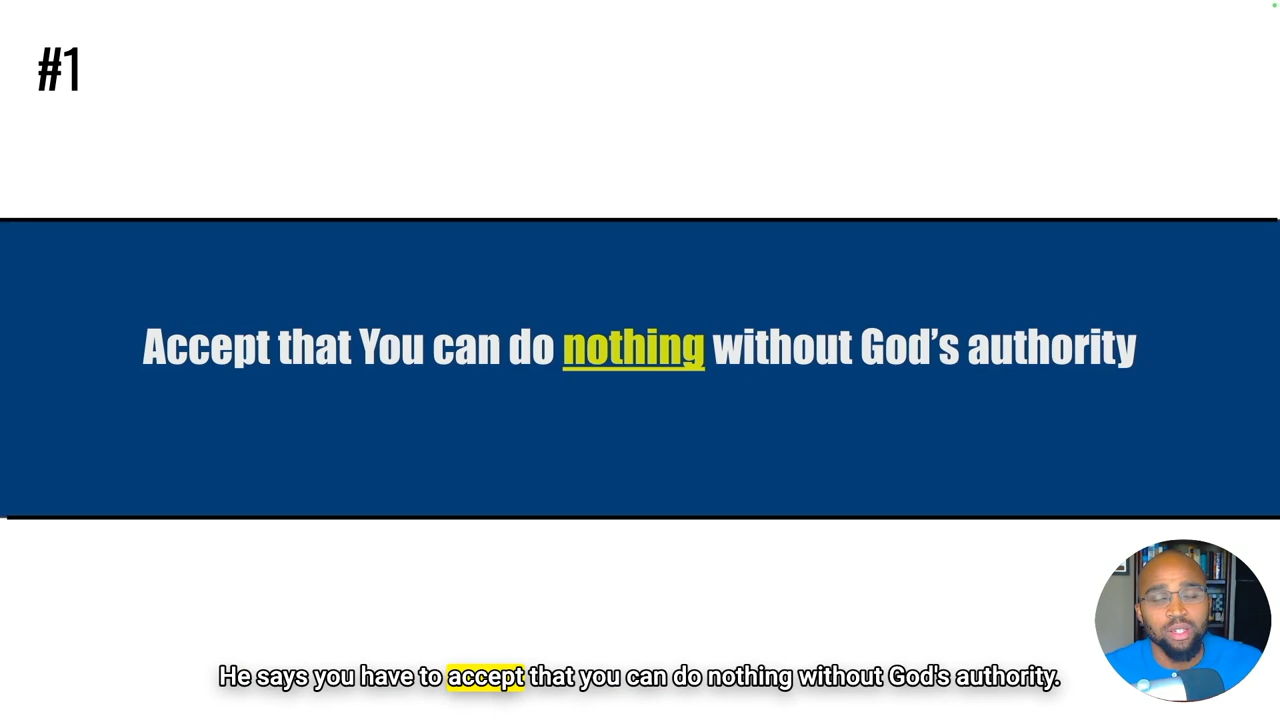 #1
Accept that You can do nothing without God’s authority
He says you have to accept that you can do nothing without God's authority.